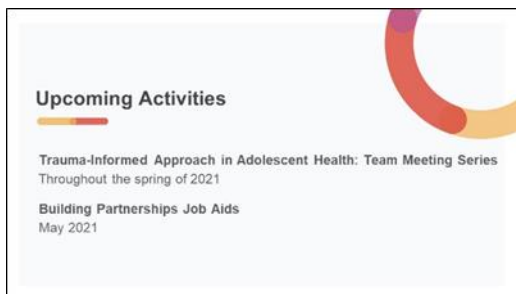 Upcoming Activities
Trauma-Informed Approach in Adolescent Health: Team Meeting Series
Throughout the spring of 2021
Building Partnerships Job Aids
May 2021